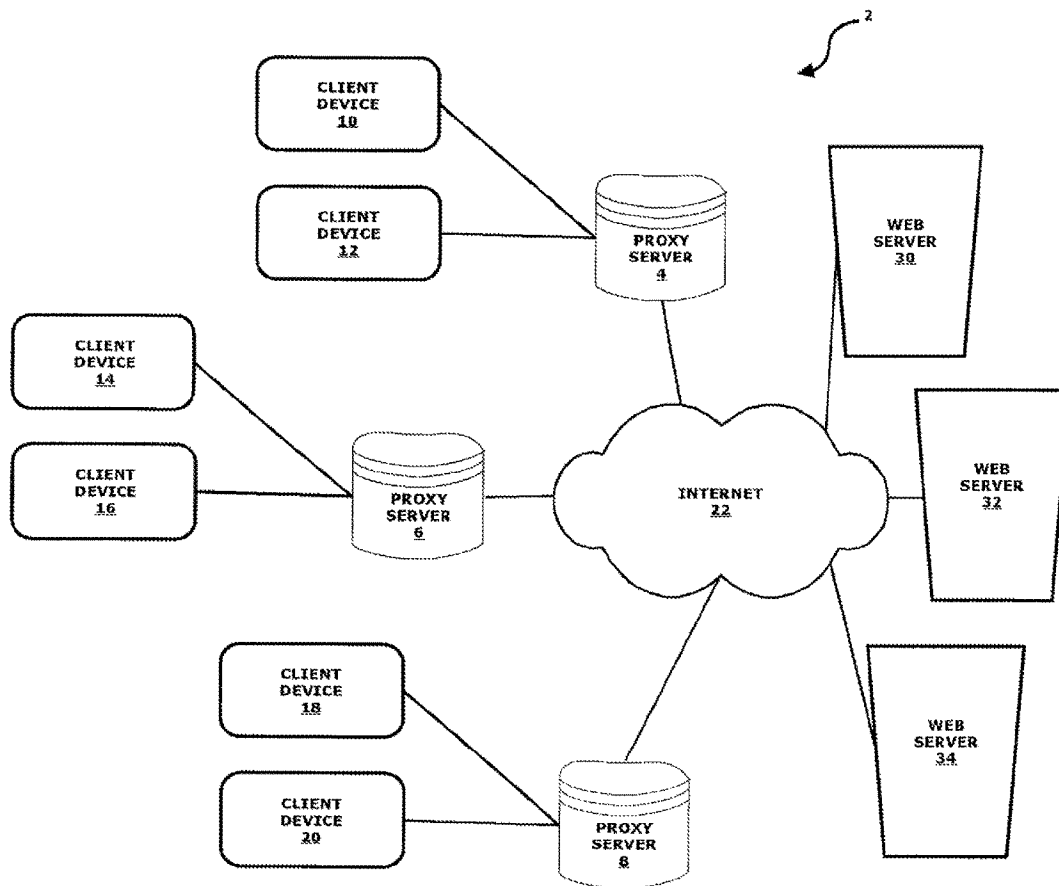 2
CLIENT
DEVICE
10
CLIENT
DEVICE
12
PROXY
SERVER
4
WEB
SERVER
30
CLIENT
DEVICE
14
CLIENT
DEVICE
16
PROXY
SERVER
6
INTERNET
22
WEB
SERVER
32
CLIENT
DEVICE
18
CLIENT
DEVICE
20
PROXY
SERVER
8
WEB
SERVER
34